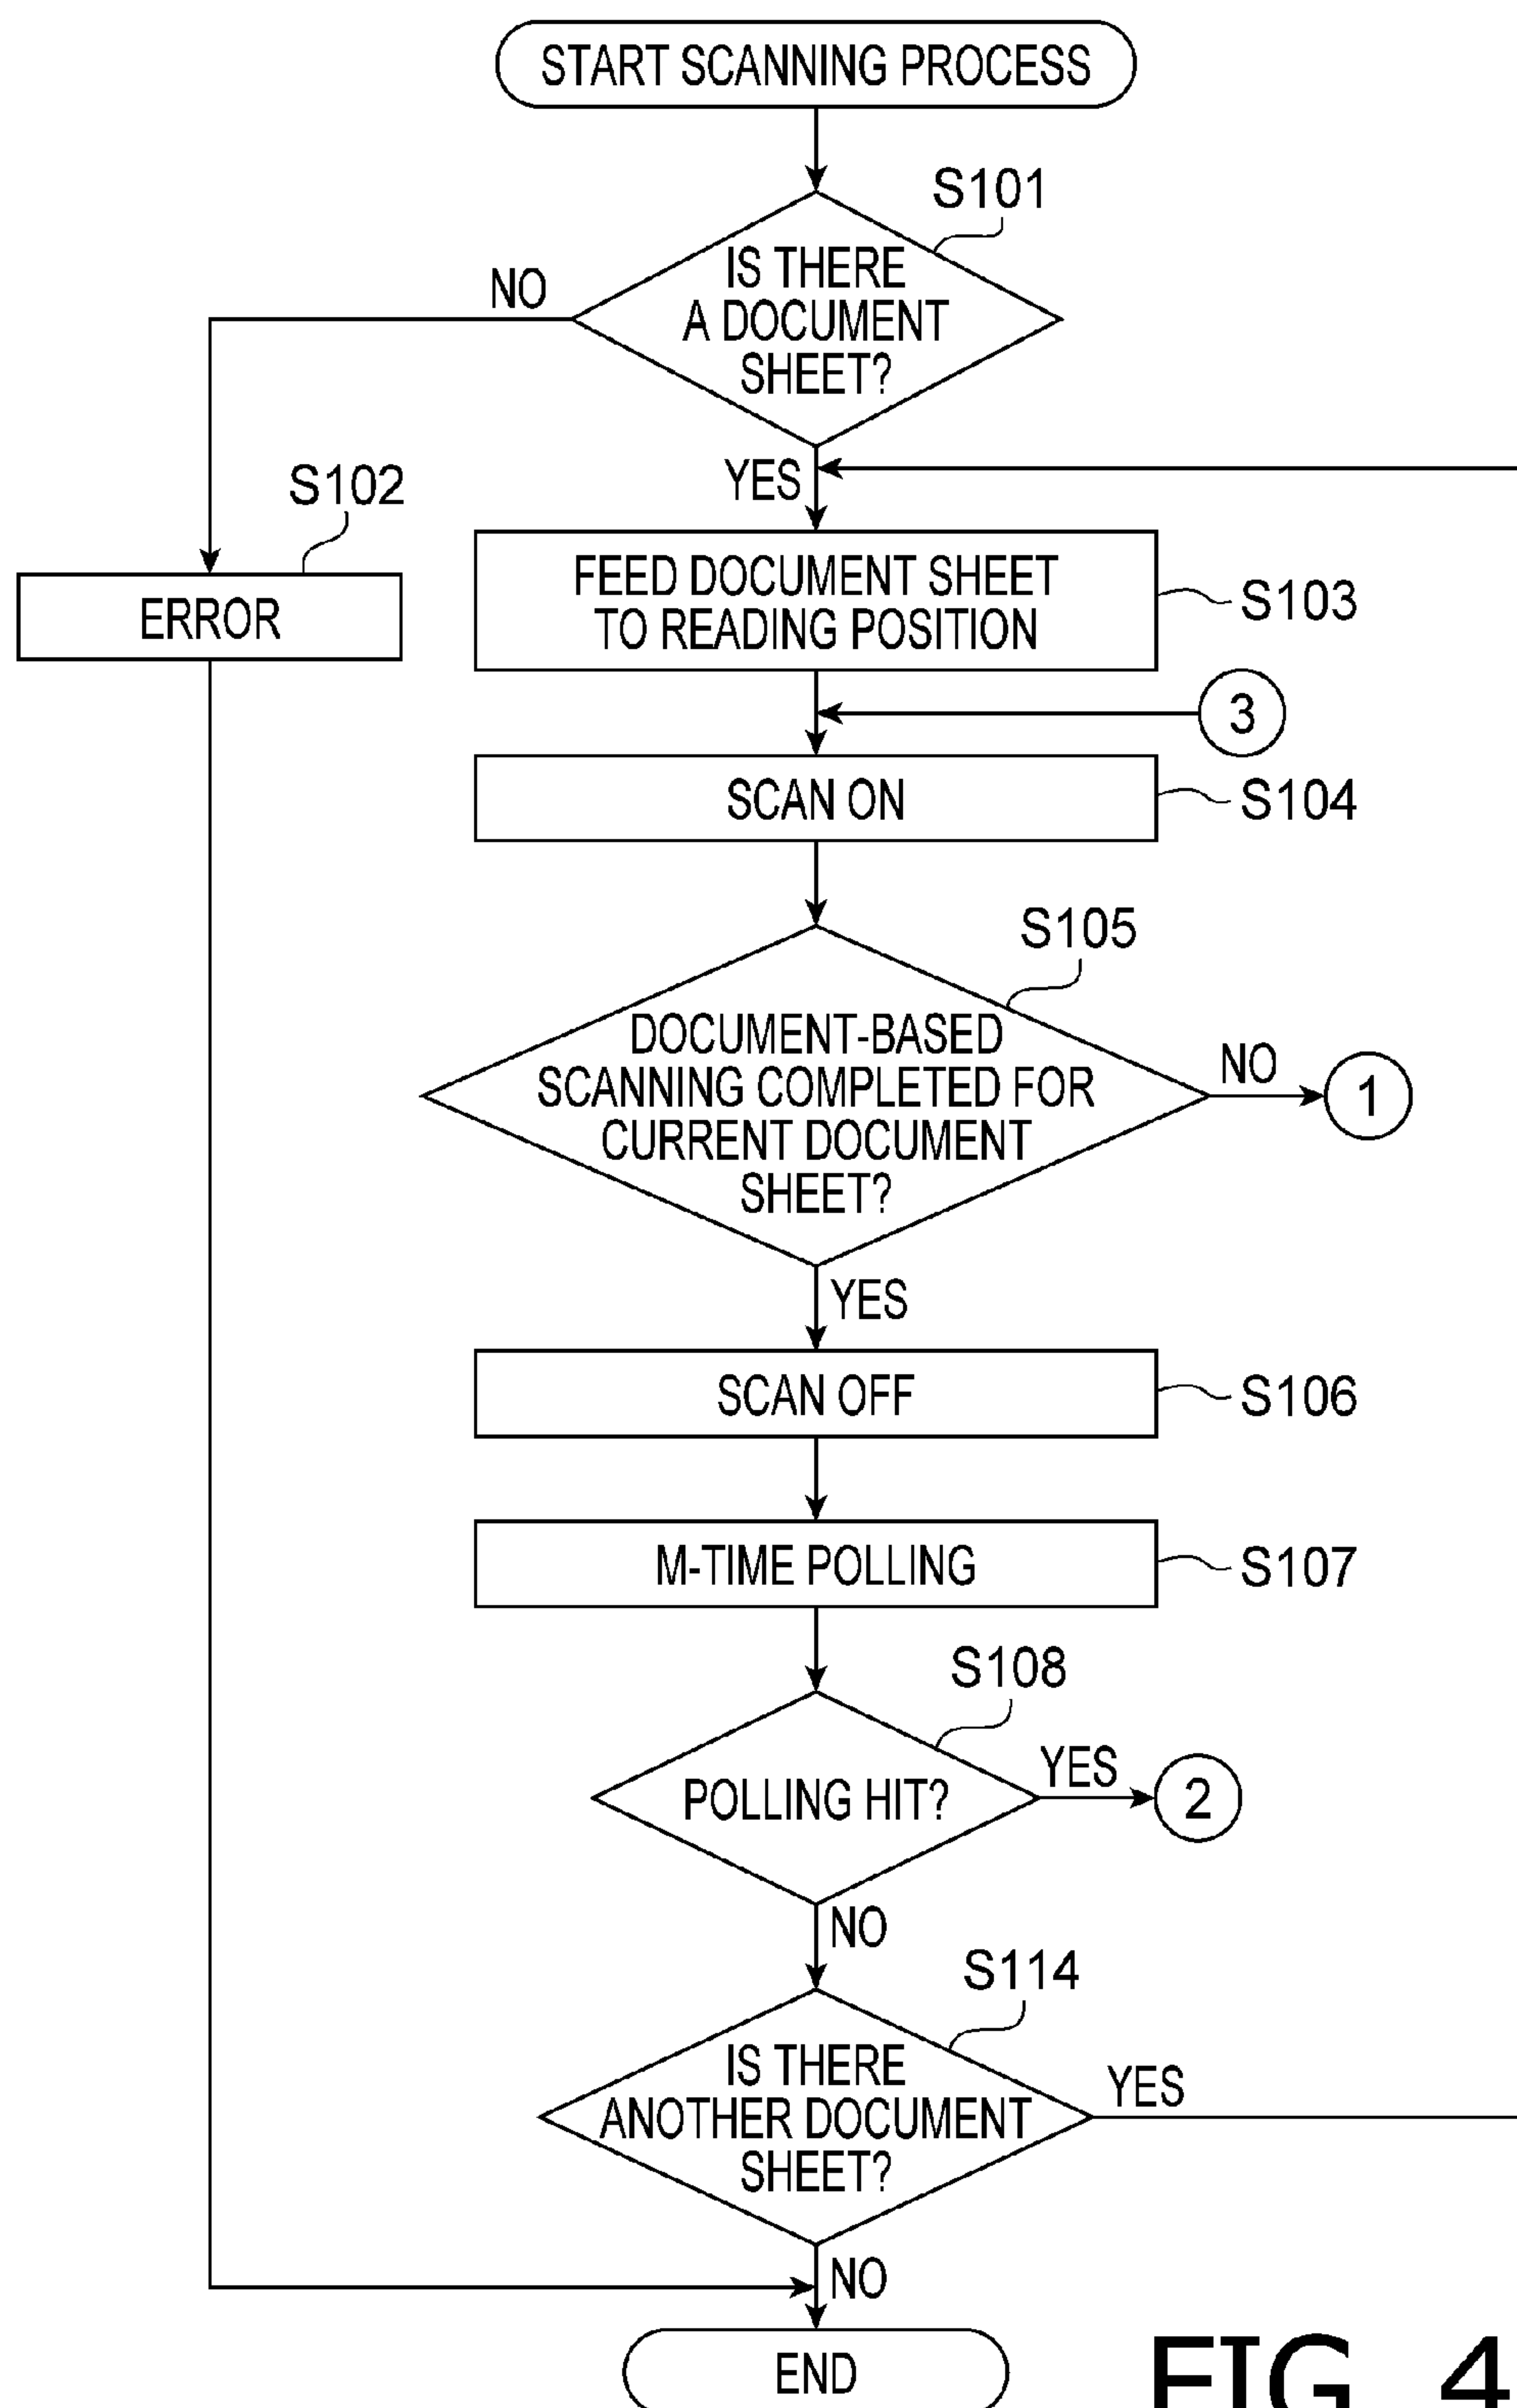 START SCANNING PROCESS
S101
IS THERE
A DOCUMENT
SHEET?
NO
YES
S102
ERROR
FEED DOCUMENT SHEET
TO READING POSITION
S103
3
SCAN ON
S104
S105
DOCUMENT-BASED
SCANNING COMPLETED FOR
CURRENT DOCUMENT
SHEET?
NO
1
YES
SCAN OFF
S106
M-TIME POLLING
S107
S108
POLLING HIT?
YES
2
NO
S114
IS THERE
ANOTHER DOCUMENT
SHEET?
YES
NO
END
FIG. 4